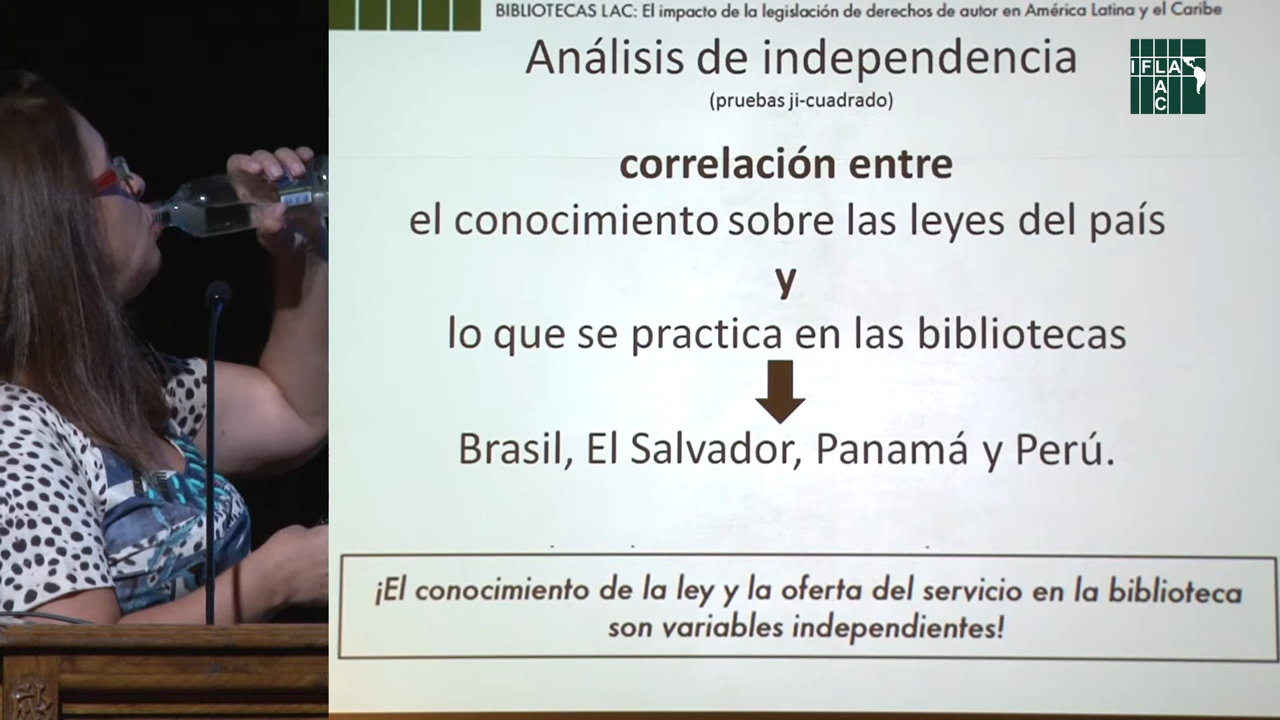 BIBLIOTECAS LAC: El impacto de la legislación de derechos de autor en América Latina y el Caribe
Análisis de independencia
(pruebas ji-cuadrado)
IFLA
LAC
correlación entre
el conocimiento sobre las leyes del país
y
lo que se practica en las bibliotecas
Brasil, El Salvador, Panamá y Perú.
¡El conocimiento de la ley y la oferta del servicio en la biblioteca
son variables independientes!